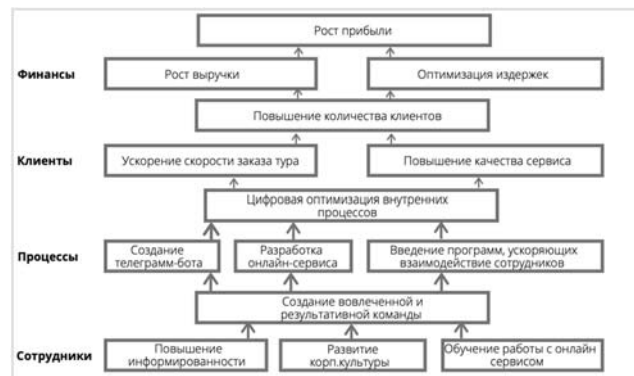 Рост прибыли
Финансы
Рост выручки
Оптимизация издержек
Повышение количества клиентов
Клиенты
Ускорение скорости заказа тура
Повышение качества сервиса
Цифровая оптимизация внутренних
процессов
Процессы
Создание
телеграмм-бота
Разработка
онлайн-сервиса
Введение программ, ускоряющих
взаимодействие сотрудников
Создание вовлеченной и
результативной команды
Сотрудники
Повышение
информированности
Развитие
корп.культуры
Обучение работы с онлайн
сервисом